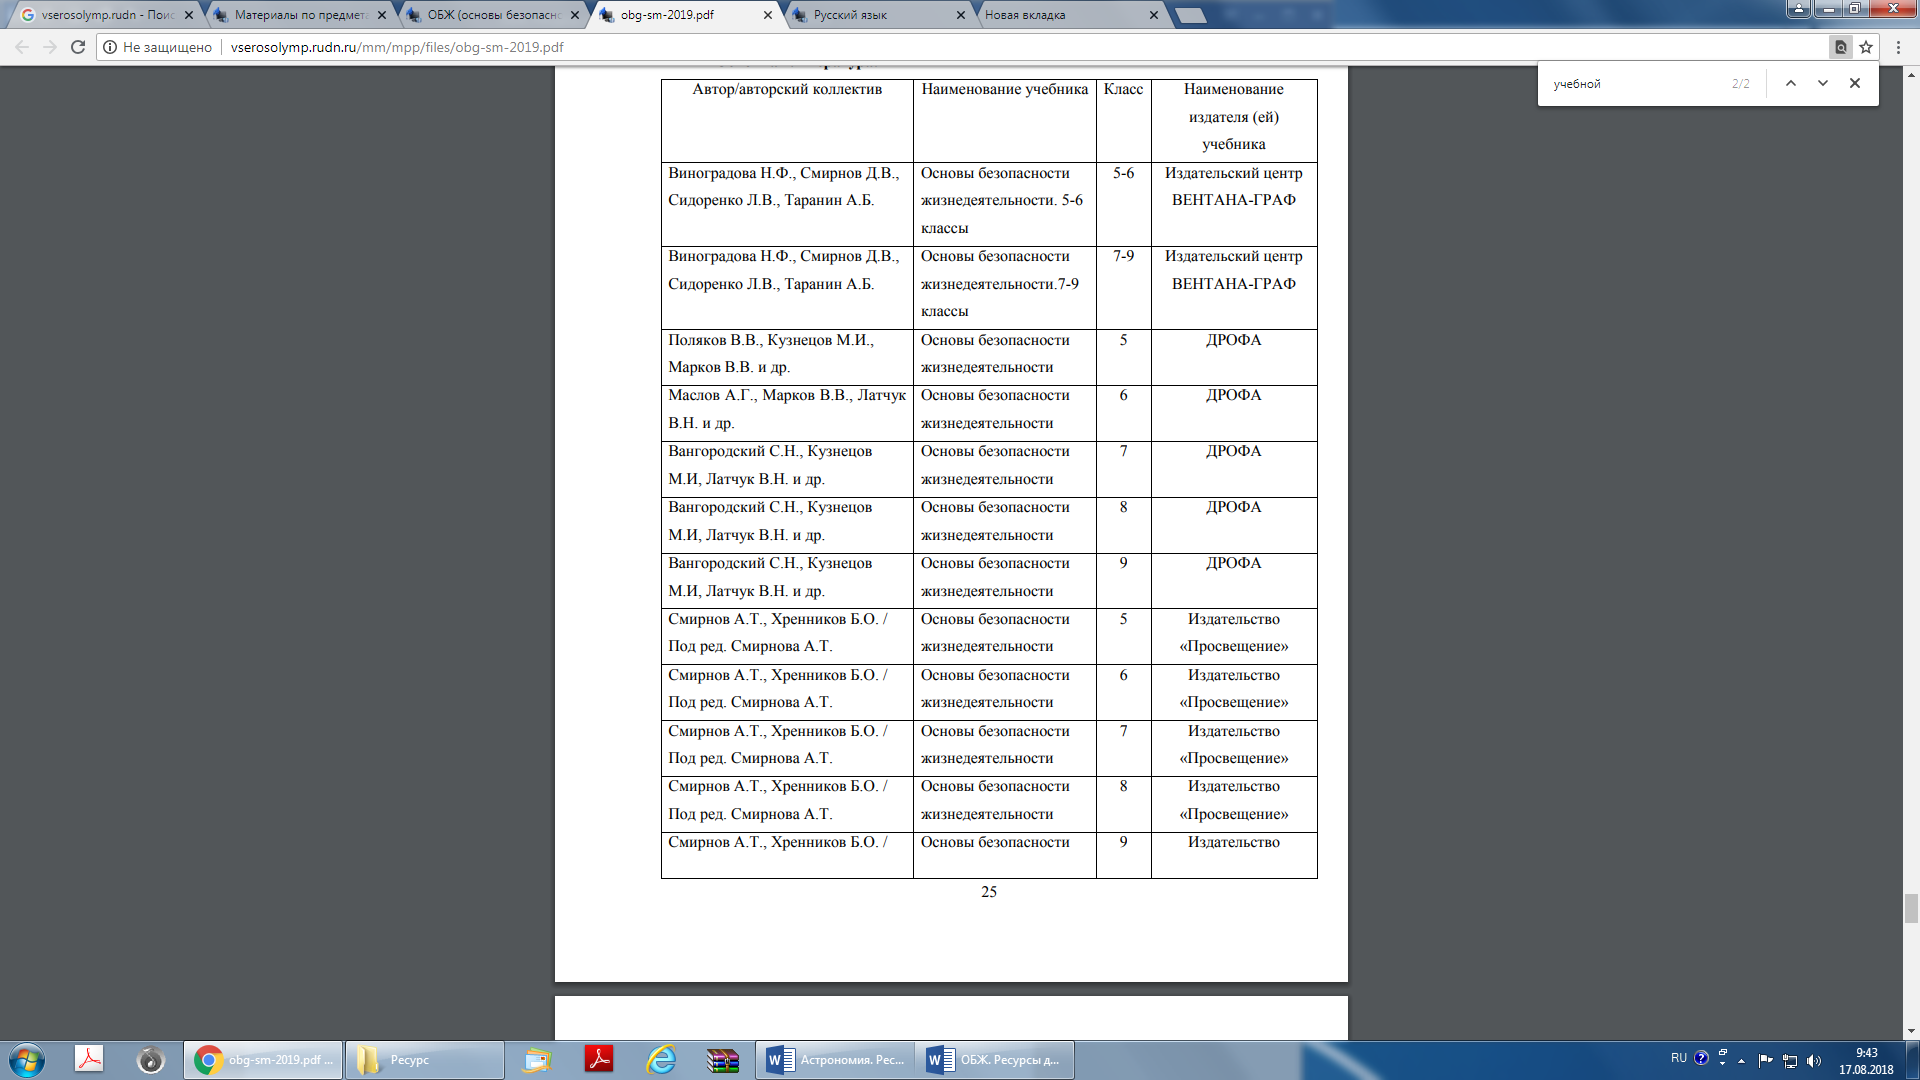 vserosolymp.rudn - Пои
Материалы по предмета
ОБЖ (основы безопасно
obg-sm-2019.pdf
Русский язык
Новая вкладка
Не защищено
vserosolymp.rudn.ru/mm/mpp/files/obg-sm-2019.pdf
учебной 2/2
Автор/авторский коллектив
Наименование учебника
Класс
Наименование
издателя (ей)
учебника
Виноградова Н.Ф., Смирнов Д.В.,
Сидоренко Л.В., Таранин А.Б.
Основы безопасности
жизнедеятельности. 5-6
классы
5-6
Издательский центр
ВЕНТАНА-ГРАФ
Виноградова Н.Ф., Смирнов Д.В.,
Сидоренко Л.В., Таранин А.Б.
Основы безопасности
жизнедеятельности.7-9
классы
7-9
Издательский центр
ВЕНТАНА-ГРАФ
Поляков В.В., Кузнецов М.И.,
Марков В.В. и др.
Основы безопасности
жизнедеятельности
5
ДРОФА
Маслов А.Г., Марков В.В., Латчук
В.Н. и др.
Основы безопасности
жизнедеятельности
6
ДРОФА
Вангородский С.Н., Кузнецов
М.И, Латчук В.Н. и др.
Основы безопасности
жизнедеятельности
7
ДРОФА
Вангородский С.Н., Кузнецов
М.И, Латчук В.Н. и др.
Основы безопасности
жизнедеятельности
8
ДРОФА
Вангородский С.Н., Кузнецов
М.И, Латчук В.Н. и др.
Основы безопасности
жизнедеятельности
9
ДРОФА
Смирнов А.Т., Хренников Б.О. /
Под ред. Смирнова А.Т.
Основы безопасности
жизнедеятельности
5
Издательство
«Просвещение»
Смирнов А.Т., Хренников Б.О. /
Под ред. Смирнова А.Т.
Основы безопасности
жизнедеятельности
6
Издательство
«Просвещение»
Смирнов А.Т., Хренников Б.О. /
Под ред. Смирнова А.Т.
Основы безопасности
жизнедеятельности
7
Издательство
«Просвещение»
Смирнов А.Т., Хренников Б.О. /
Под ред. Смирнова А.Т.
Основы безопасности
жизнедеятельности
8
Издательство
«Просвещение»
Смирнов А.Т., Хренников Б.О. /
Основы безопасности
9
Издательство
25
obg-sm-2019.pdf ...
Ресурс
Астрономия. Рес...
ОБЖ. Ресурсы д...
RU
9:43
17.08.2018